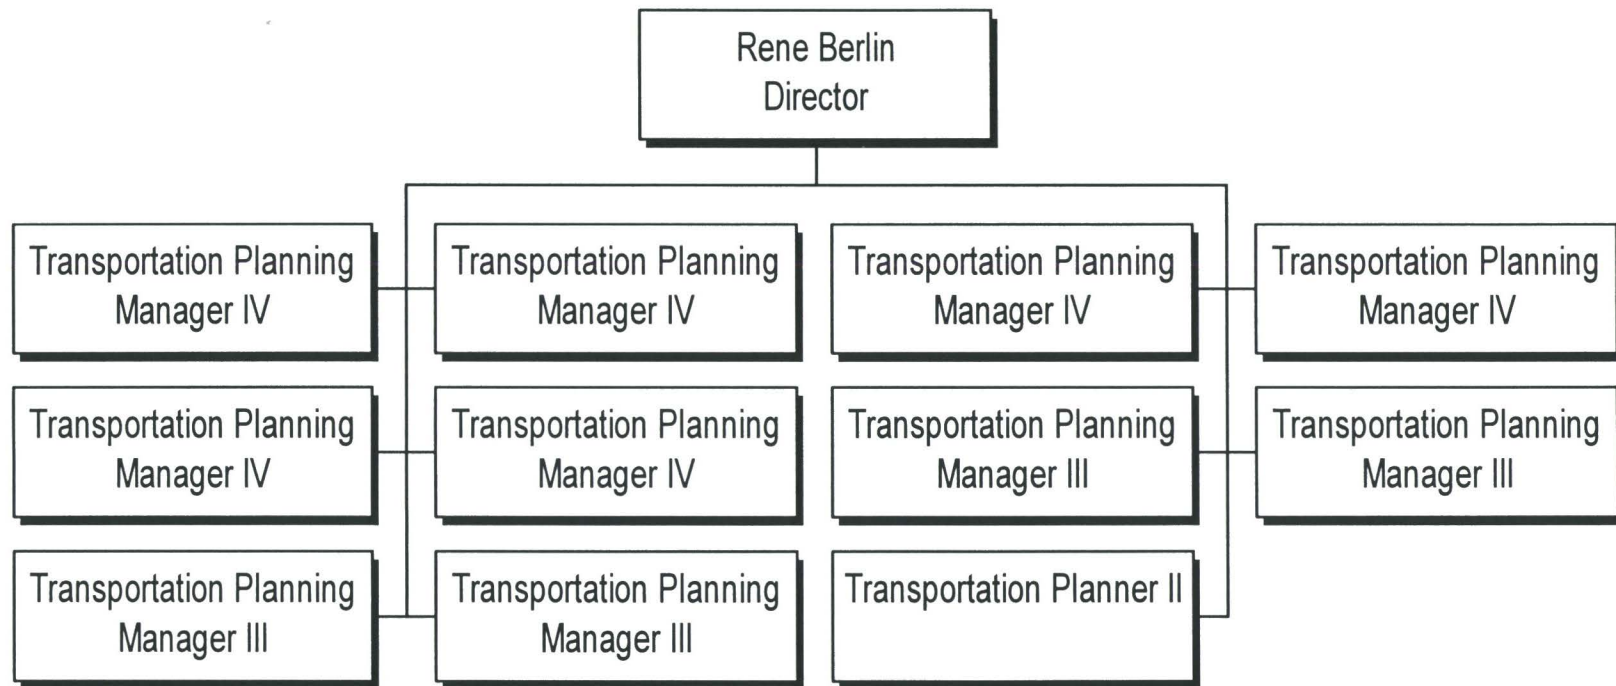 Rene Berlin
Director
Transportation Planning
Manager IV
Transportation Planning
Manager IV
Transportation Planning
Manager IV
Transportation Planning
Manager IV
Transportation Planning
Manager IV
Transportation Planning
Manager IV
Transportation Planning
Manager III
Transportation Planning
Manager III
Transportation Planning
Manager III
Transportation Planning
Manager III
Transportation Planner II